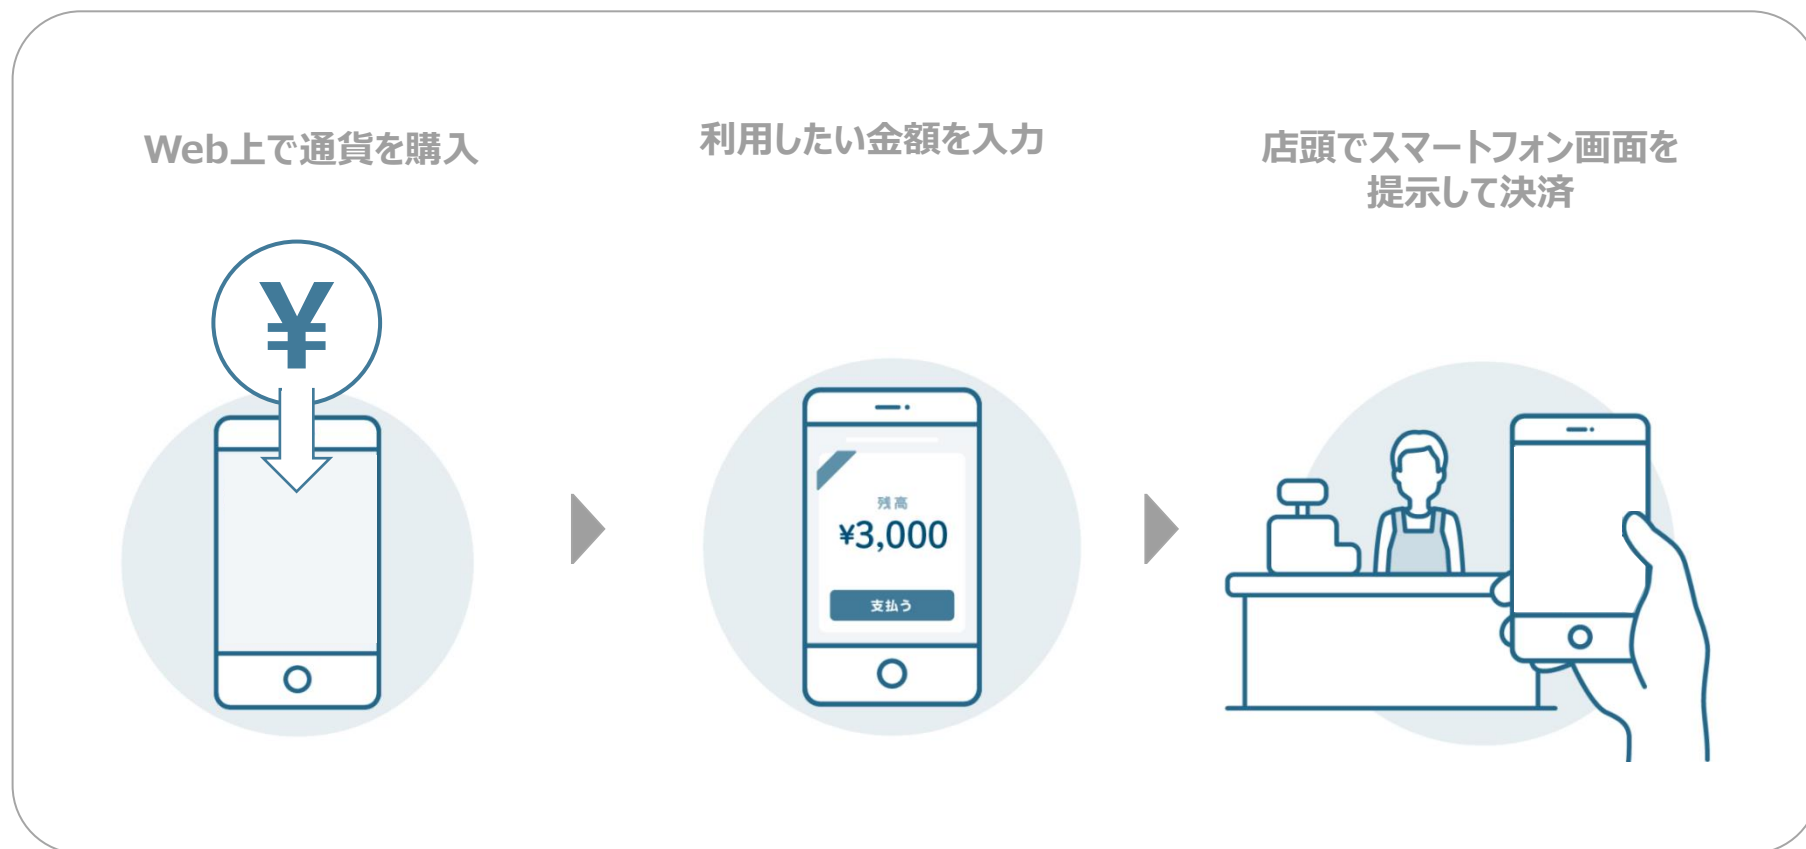 Web上で通貨を購入
利用したい金額を入力
店頭でスマートフォン画面を
提示して決済
¥
残高
¥3,000
支払う